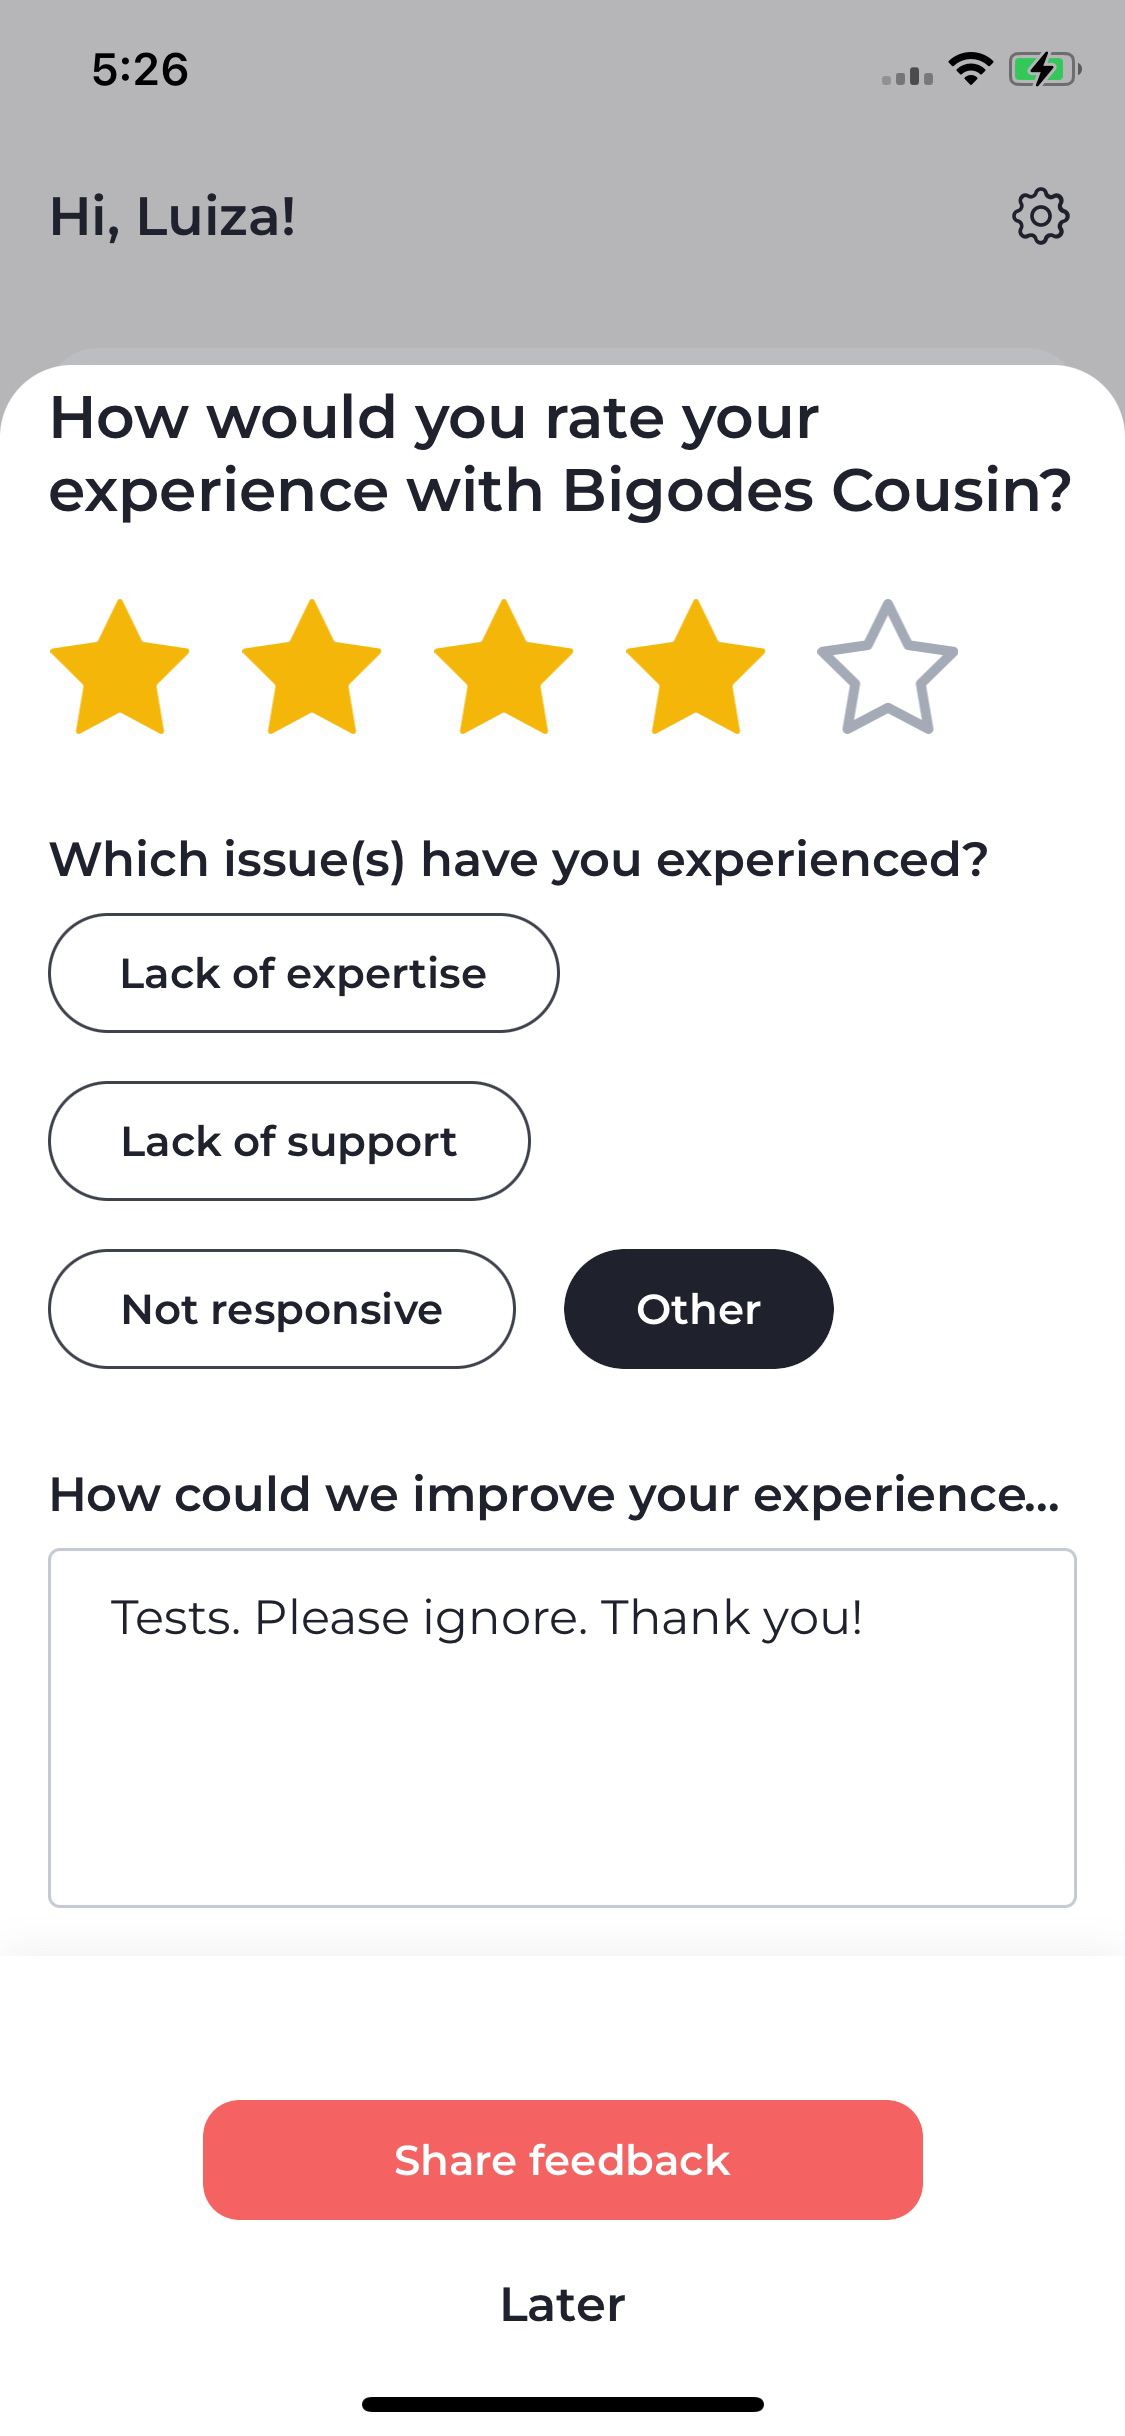 5:26
Hi, Luiza!
How would you rate your
experience with Bigodes Cousin?
Which issue(s) have you experienced?
Lack of expertise
Lack of support
Not responsive
Other
How could we improve your experience...
Tests. Please ignore. Thank you!
Share feedback
Later